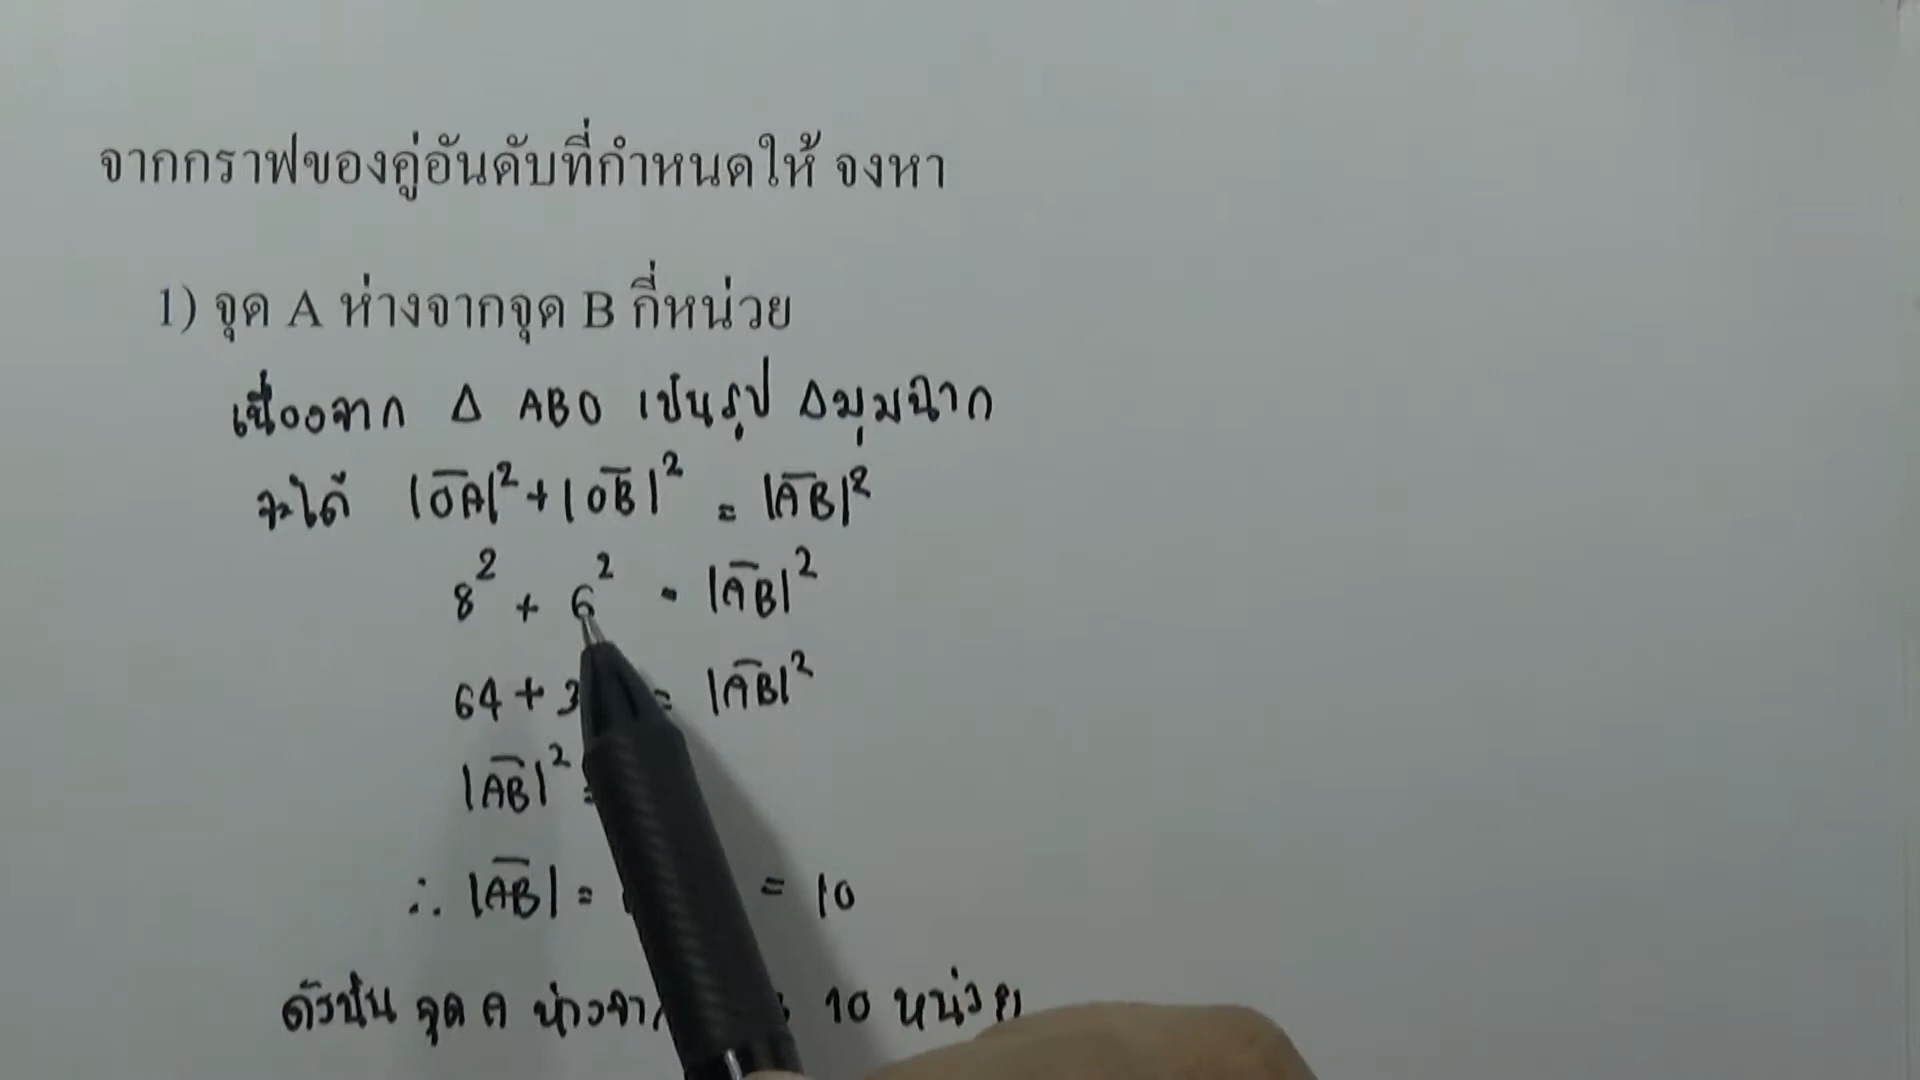 จากกราฟของคู่อันดับที่กำหนดให้ จงหา
1) จุด A ห่างจากจุด B กี่หน่วย
เนื่องจาก Δ ABO เป็นรูป Δมุมฉาก
จะได้ |OA|² + |OB|² = |AB|²
8² + 6² = |AB|²
64 + 3 = |AB|²
|AB|² =
∴ |AB| = = 10
ดังนั้น จุด A ห่างจา 10 หน่วย